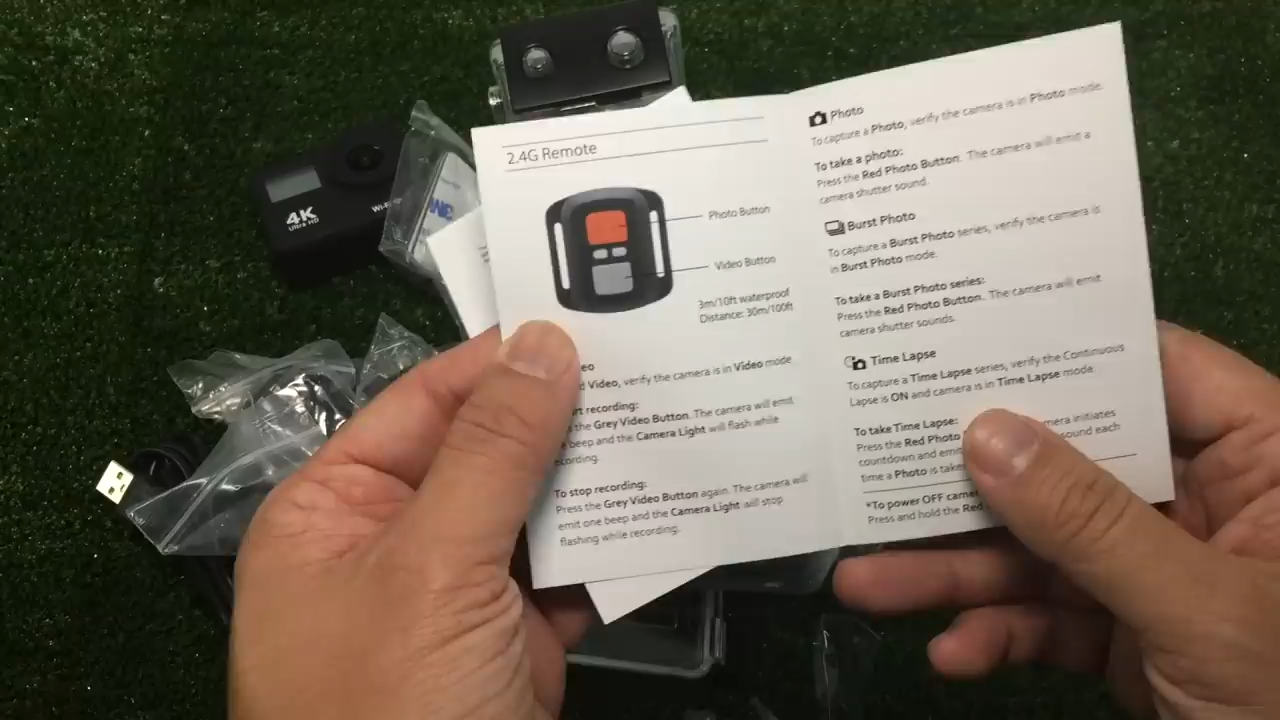 2.4G Remote
Photo Button
Video Button
3m/10ft waterproof
Distance: 30m/100ft
Video, verify the camera is in Video mode
recording:
the Grey Video Button. The camera will emit
beep and the Camera Light will flash while
To stop recording:
Press the Grey Video Button again. The camera will
emit one beep and the Camera Light will stop
flashing while recording.
Photo
To capture a Photo, verify the camera is in Photo mode.
To take a photo:
Press the Red Photo Button. The camera will emit a
camera shutter sound.
Burst Photo
To capture a Burst Photo series, verify the camera is
in Burst Photo mode.
To take a Burst Photo series:
Press the Red Photo Button. The camera will emit
camera shutter sounds.
Time Lapse
To capture a Time Lapse series, verify the Continuous
Lapse is ON and camera is in Time Lapse mode.
To take Time Lapse:
Press the Red Photo initiates
countdown and sound each
time a Photo is
*To power OFF
Press and hold the Red
4K
Ultra HD
3M